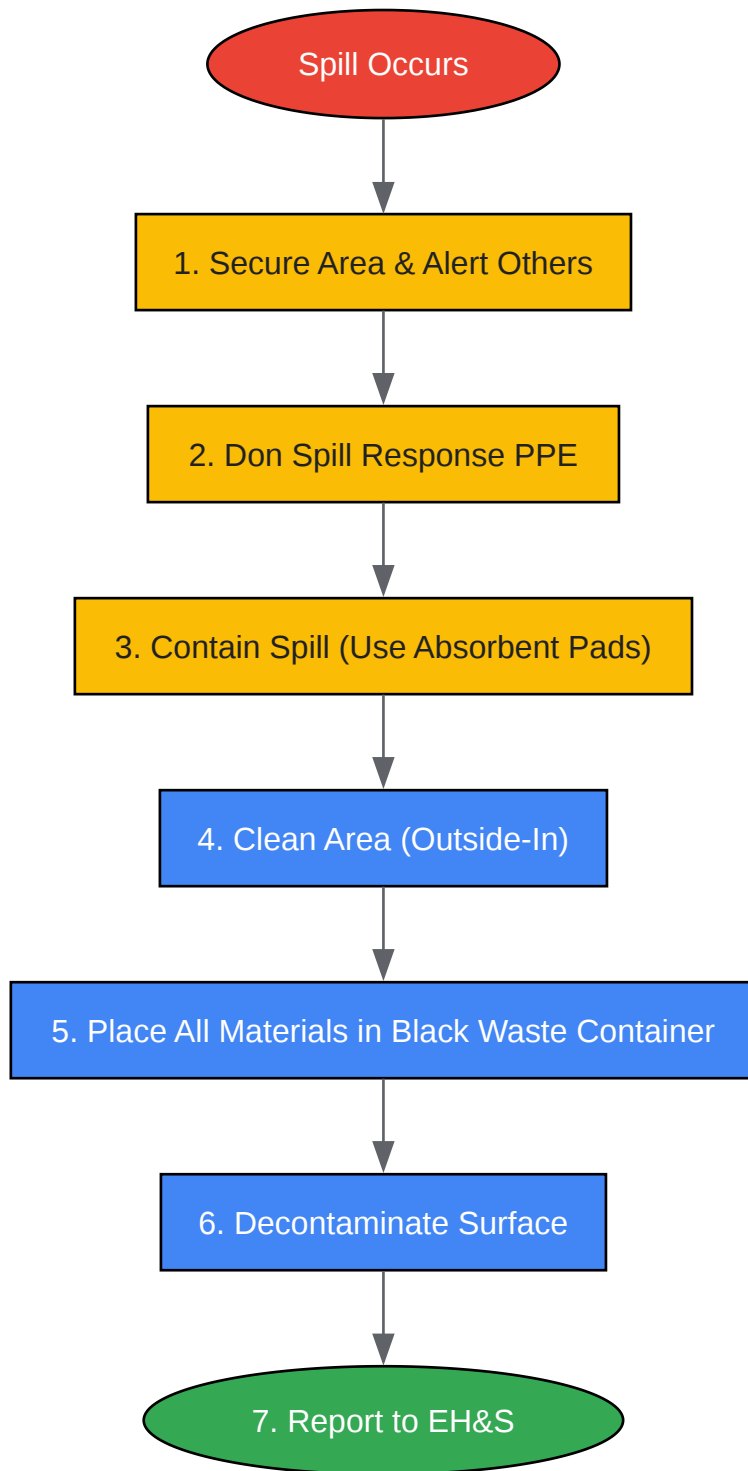 Spill Occurs
1. Secure Area & Alert Others
2. Don Spill Response PPE
3. Contain Spill (Use Absorbent Pads)
4. Clean Area (Outside-In)
5. Place All Materials in Black Waste Container
6. Decontaminate Surface
7. Report to EH&S